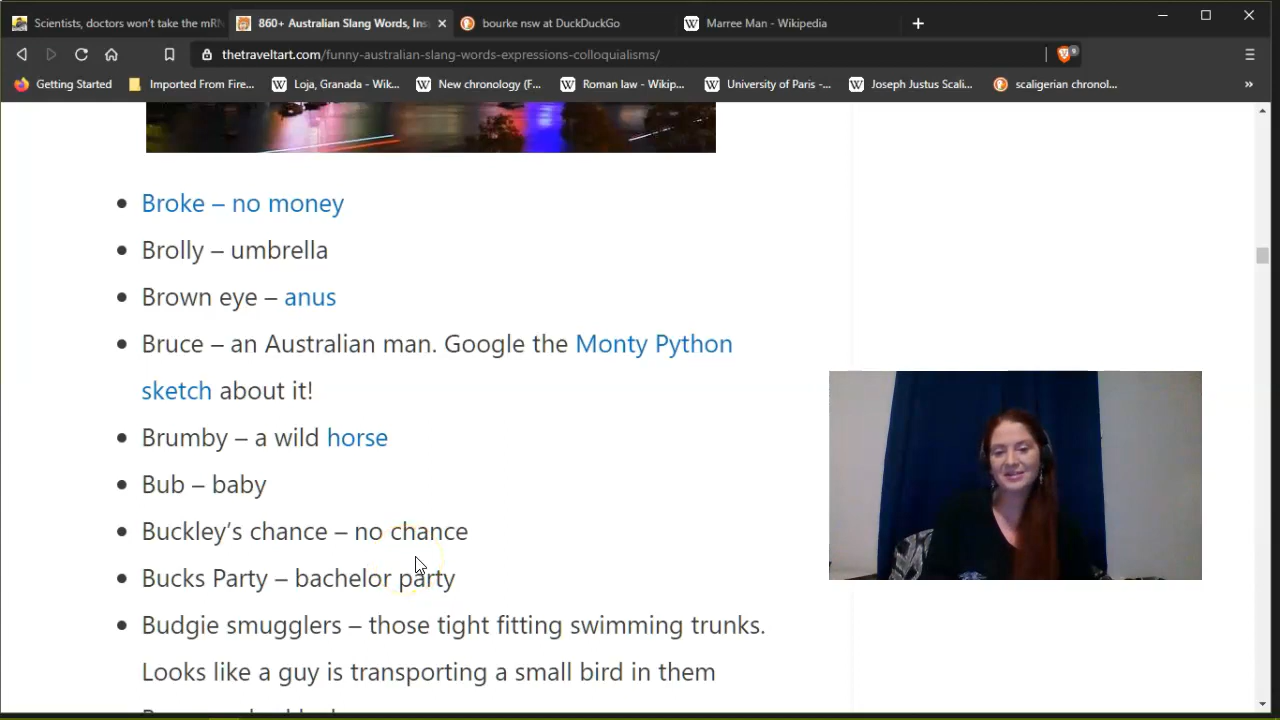 Scientists, doctors won't take the mRN
860+ Australian Slang Words, Ins
bourke nsw at DuckDuckGo
Marree Man - Wikipedia
thetraveltart.com/funny-australian-slang-words-expressions-colloquialisms/
Getting Started
Imported From Fire...
Loja, Granada - Wik...
New chronology (F...
Roman law - Wikip...
University of Paris -...
Joseph Justus Scali...
scaligerian chronol...
Broke – no money
Brolly – umbrella
Brown eye – anus
Bruce – an Australian man. Google the Monty Python
sketch about it!
Brumby – a wild horse
Bub – baby
Buckley's chance – no chance
Bucks Party – bachelor party
Budgie smugglers – those tight fitting swimming trunks.
Looks like a guy is transporting a small bird in them